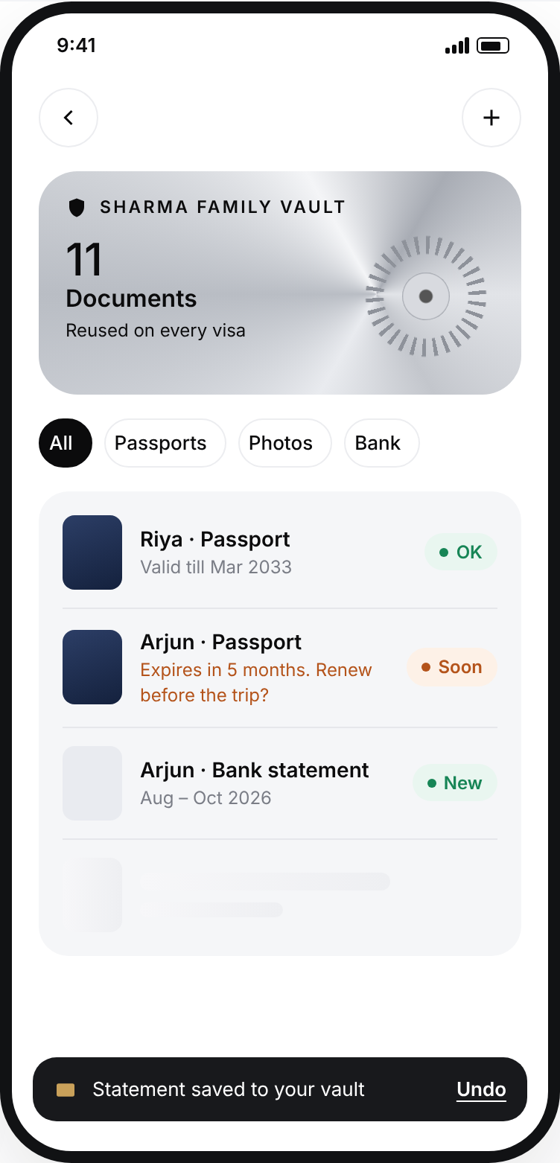 9:41
SHARMA FAMILY VAULT
11
Documents
Reused on every visa
All
Passports
Photos
Bank
Riya · Passport
Valid till Mar 2033
OK
Arjun · Passport
Expires in 5 months. Renew
before the trip?
Soon
Arjun · Bank statement
Aug – Oct 2026
New
Statement saved to your vault
Undo